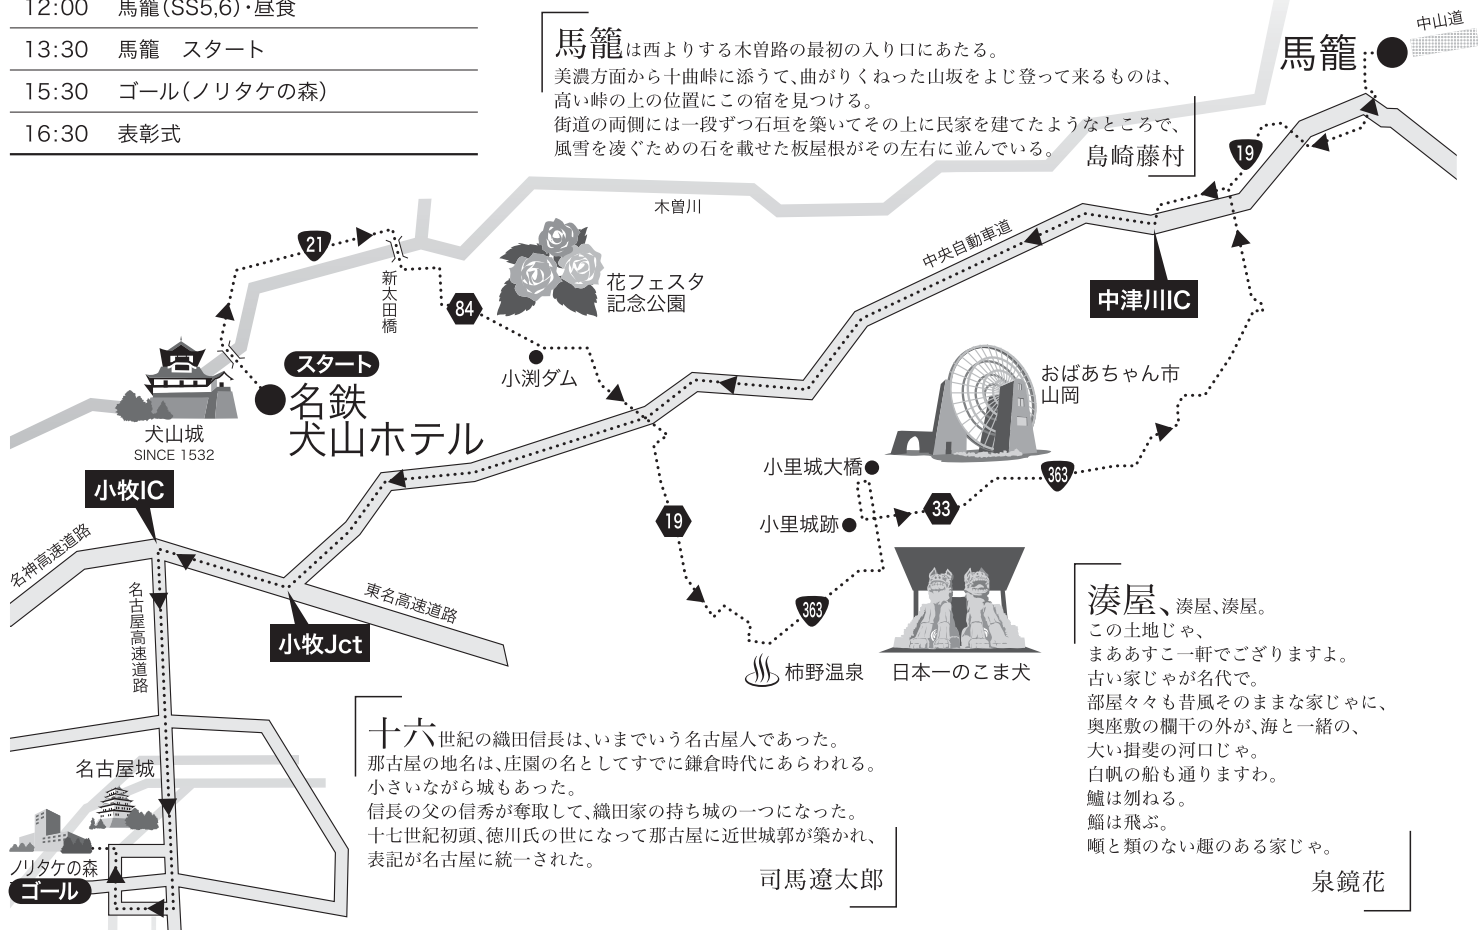 12:00 馬籠(SS5,6)・昼食
13:30 馬籠 スタート
15:30 ゴール(ノリタケの森)
16:30 表彰式
馬籠は西よりする木曽路の最初の入り口にあたる。
美濃方面から十曲峠に添うて、曲がりくねった山坂をよじ登って来るものは、
高い峠の上の位置にこの宿を見つける。
街道の両側には一段ずつ石垣を築いてその上に民家を建てたようなところで、
風雪を凌ぐための石を載せた板屋根がその左右に並んでいる。
島崎藤村
馬籠
中山道
19
木曽川
中央自動車道
中津川IC
21
新太田橋
84
花フェスタ
記念公園
小渕ダム
スタート
名鉄
犬山ホテル
犬山城
SINCE 1532
おばあちゃん市
山岡
小里城大橋
小里城跡
33
363
19
363
柿野温泉
日本一のこま犬
小牧IC
名神高速道路
名古屋高速道路
東名高速道路
小牧Jct
名古屋城
ノリタケの森
ゴール
十六世紀の織田信長は、いまでいう名古屋人であった。
那古屋の地名は、庄園の名としてすでに鎌倉時代にあらわれる。
小さいながら城もあった。
信長の父の信秀が奪取して、織田家の持ち城の一つになった。
十七世紀初頭、徳川氏の世になって那古屋に近世城郭が築かれ、
表記が名古屋に統一された。
司馬遼太郎
湊屋、湊屋、湊屋。
この土地じゃ、
まああすこ一軒でござりますよ。
古い家じゃが名代で。
部屋々々も昔風そのままな家じゃに、
奥座敷の欄干の外が、海と一緒の、
大い揖斐の河口じゃ。
白帆の船も通りますわ。
鱸は刎ねる。
鯔は飛ぶ。
頓と類のない趣のある家じゃ。
泉鏡花